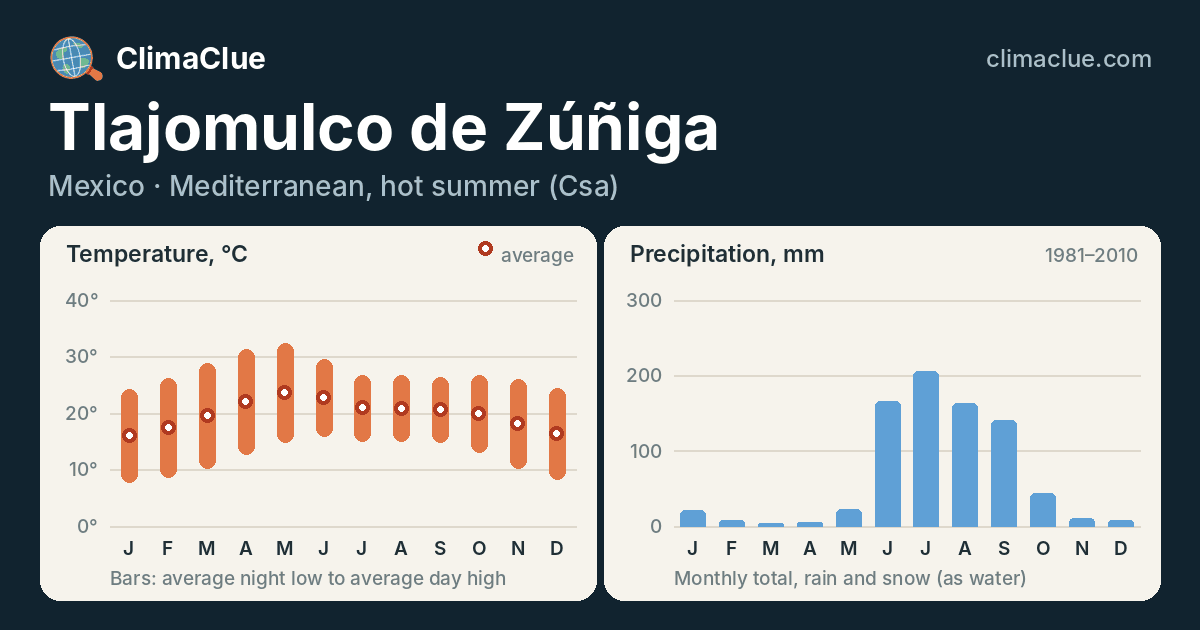 ClimaClue
climaclue.com
Tlajomulco de Zúñiga
Mexico · Mediterranean, hot summer (Csa)
Temperature, °C
average
40°
30°
20°
10°
0°
J F M A M J J A S O N D
Bars: average night low to average day high
Precipitation, mm
1981–2010
300
200
100
0
J F M A M J J A S O N D
Monthly total, rain and snow (as water)